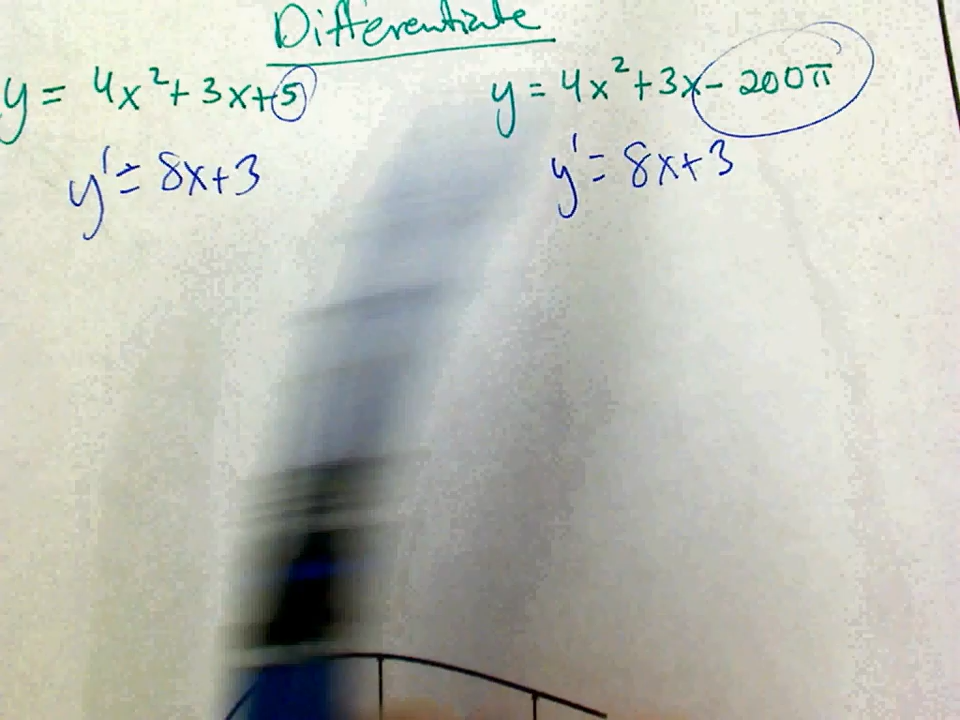 Differentiate
y = 4x² + 3x + 5
y = 4x² + 3x - 200π
y' = 8x + 3
y' = 8x + 3